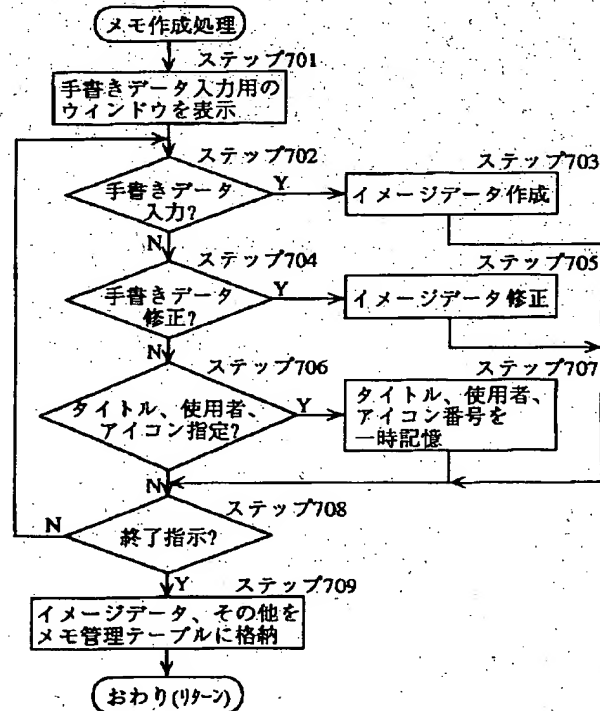 メモ作成処理
ステップ701
手書きデータ入力用の
ウィンドウを表示
ステップ702
手書きデータ
入力?
Y
N
ステップ703
イメージデータ作成
ステップ704
手書きデータ
修正?
Y
N
ステップ705
イメージデータ修正
ステップ706
タイトル、使用者、
アイコン指定?
Y
N
ステップ707
タイトル、使用者、
アイコン番号を
一時記憶
ステップ708
終了指示?
N
Y
ステップ709
イメージデータ、その他を
メモ管理テーブルに格納
おわり(リターン)